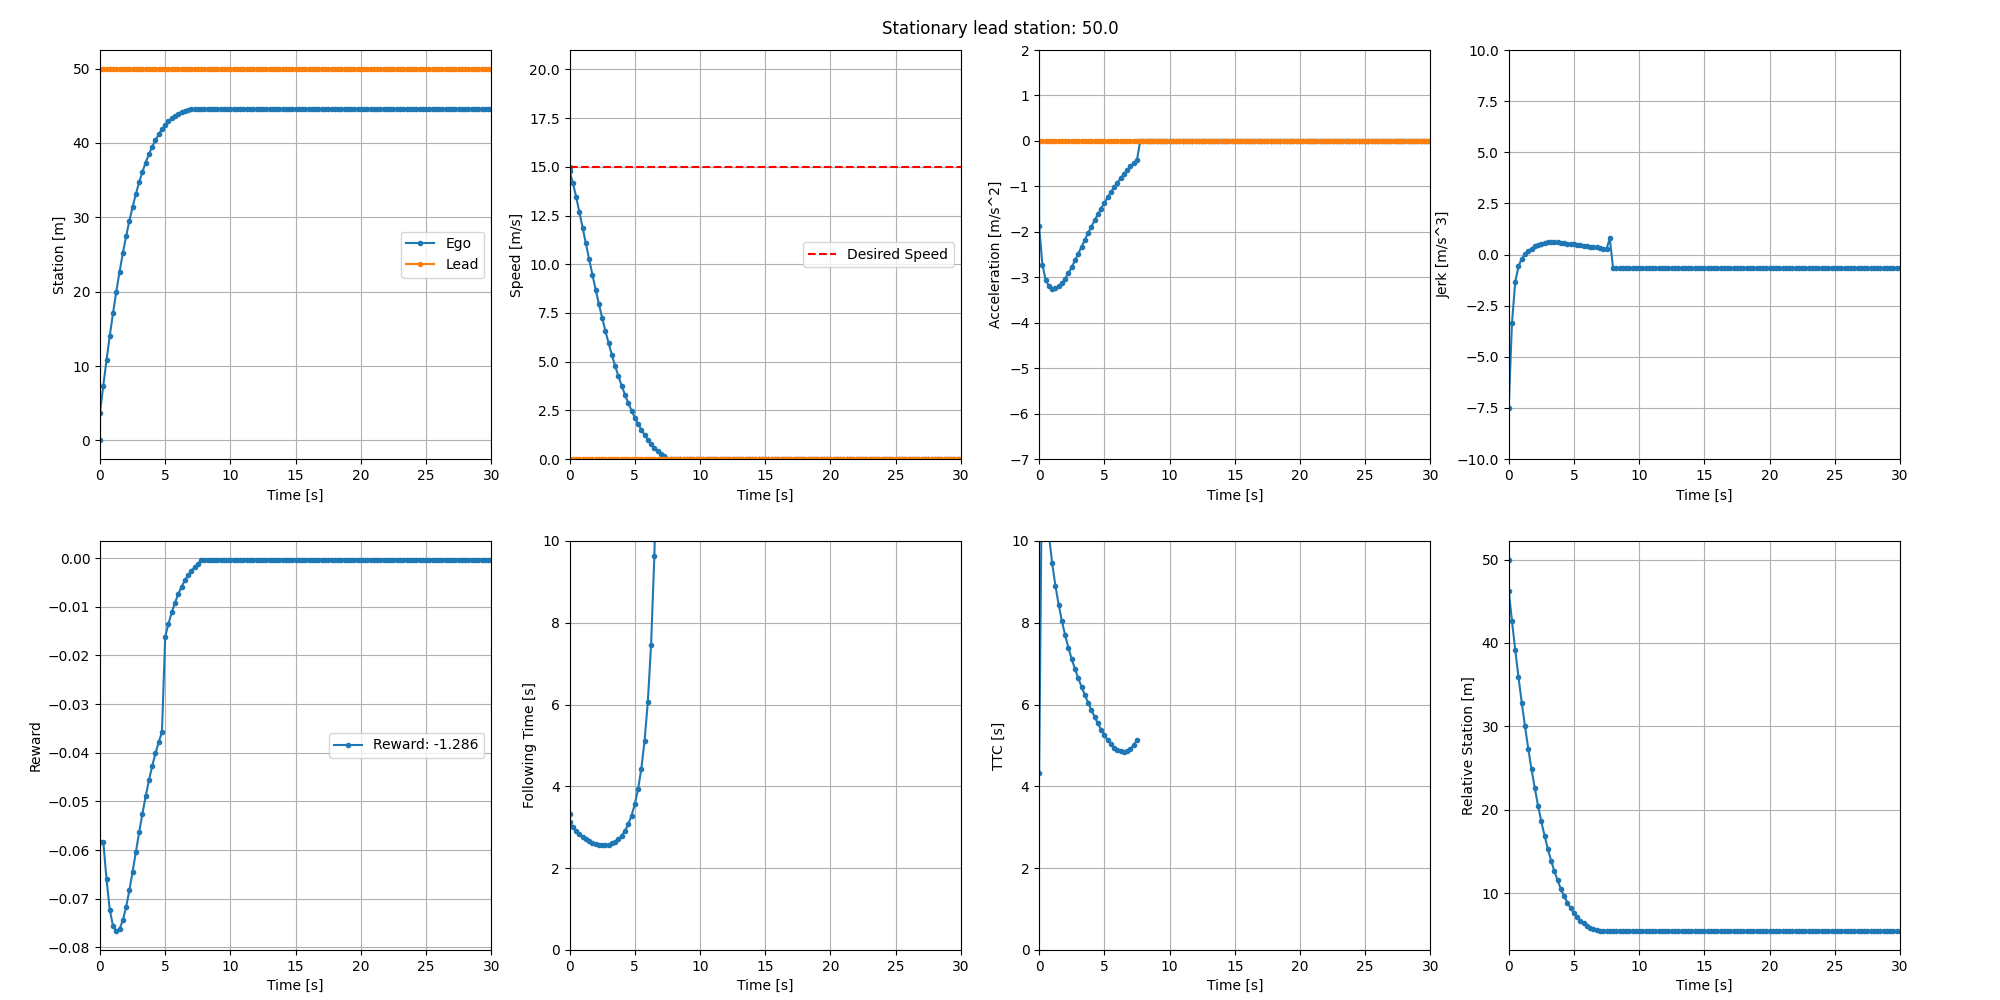 Stationary lead station: 50.0
Station [m]
50
40
30
20
10
0
0 5 10 15 20 25 30
Time [s]
Ego
Lead
Speed [m/s]
20.0
17.5
15.0
12.5
10.0
7.5
5.0
2.5
0.0
0 5 10 15 20 25 30
Time [s]
Desired Speed
Acceleration [m/s^2]
2
1
0
−1
−2
−3
−4
−5
−6
−7
0 5 10 15 20 25 30
Time [s]
Jerk [m/s^3]
10.0
7.5
5.0
2.5
0.0
−2.5
−5.0
−7.5
−10.0
0 5 10 15 20 25 30
Time [s]
Reward
0.00
−0.01
−0.02
−0.03
−0.04
−0.05
−0.06
−0.07
−0.08
0 5 10 15 20 25 30
Time [s]
Reward: -1.286
Following Time [s]
10
8
6
4
2
0
0 5 10 15 20 25 30
Time [s]
TTC [s]
10
8
6
4
2
0
0 5 10 15 20 25 30
Time [s]
Relative Station [m]
50
40
30
20
10
0 5 10 15 20 25 30
Time [s]